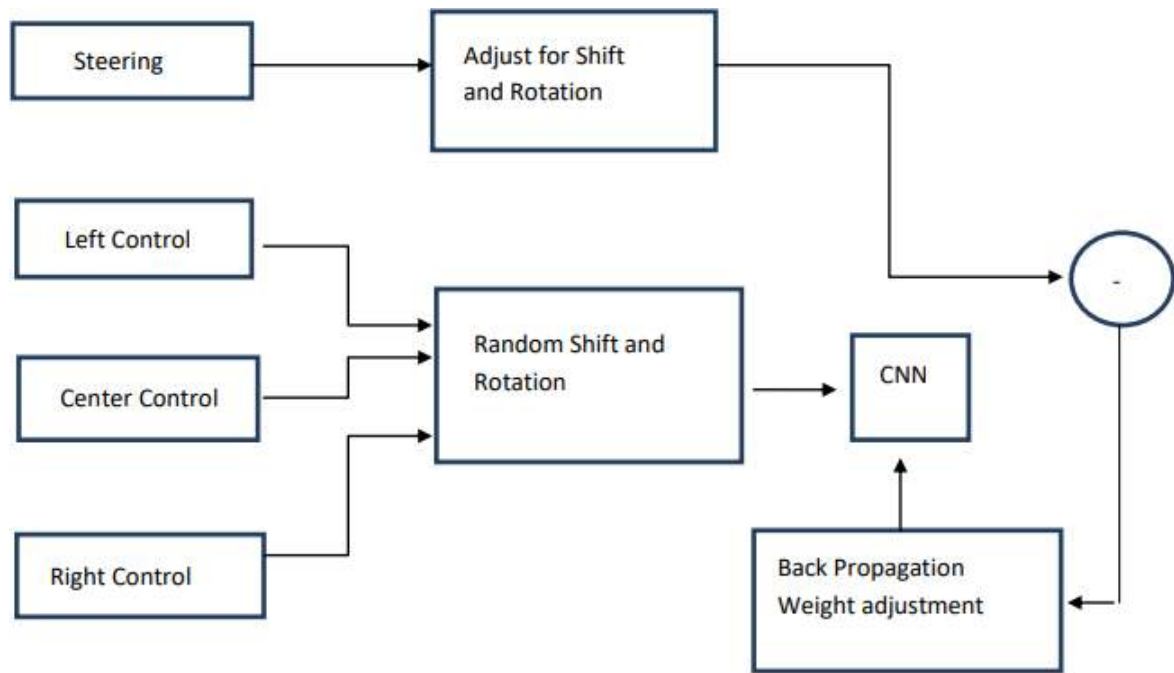 Steering
Adjust for Shift
and Rotation
Left Control
-
Random Shift and
Rotation
CNN
Center Control
Right Control
Back Propagation
Weight adjustment